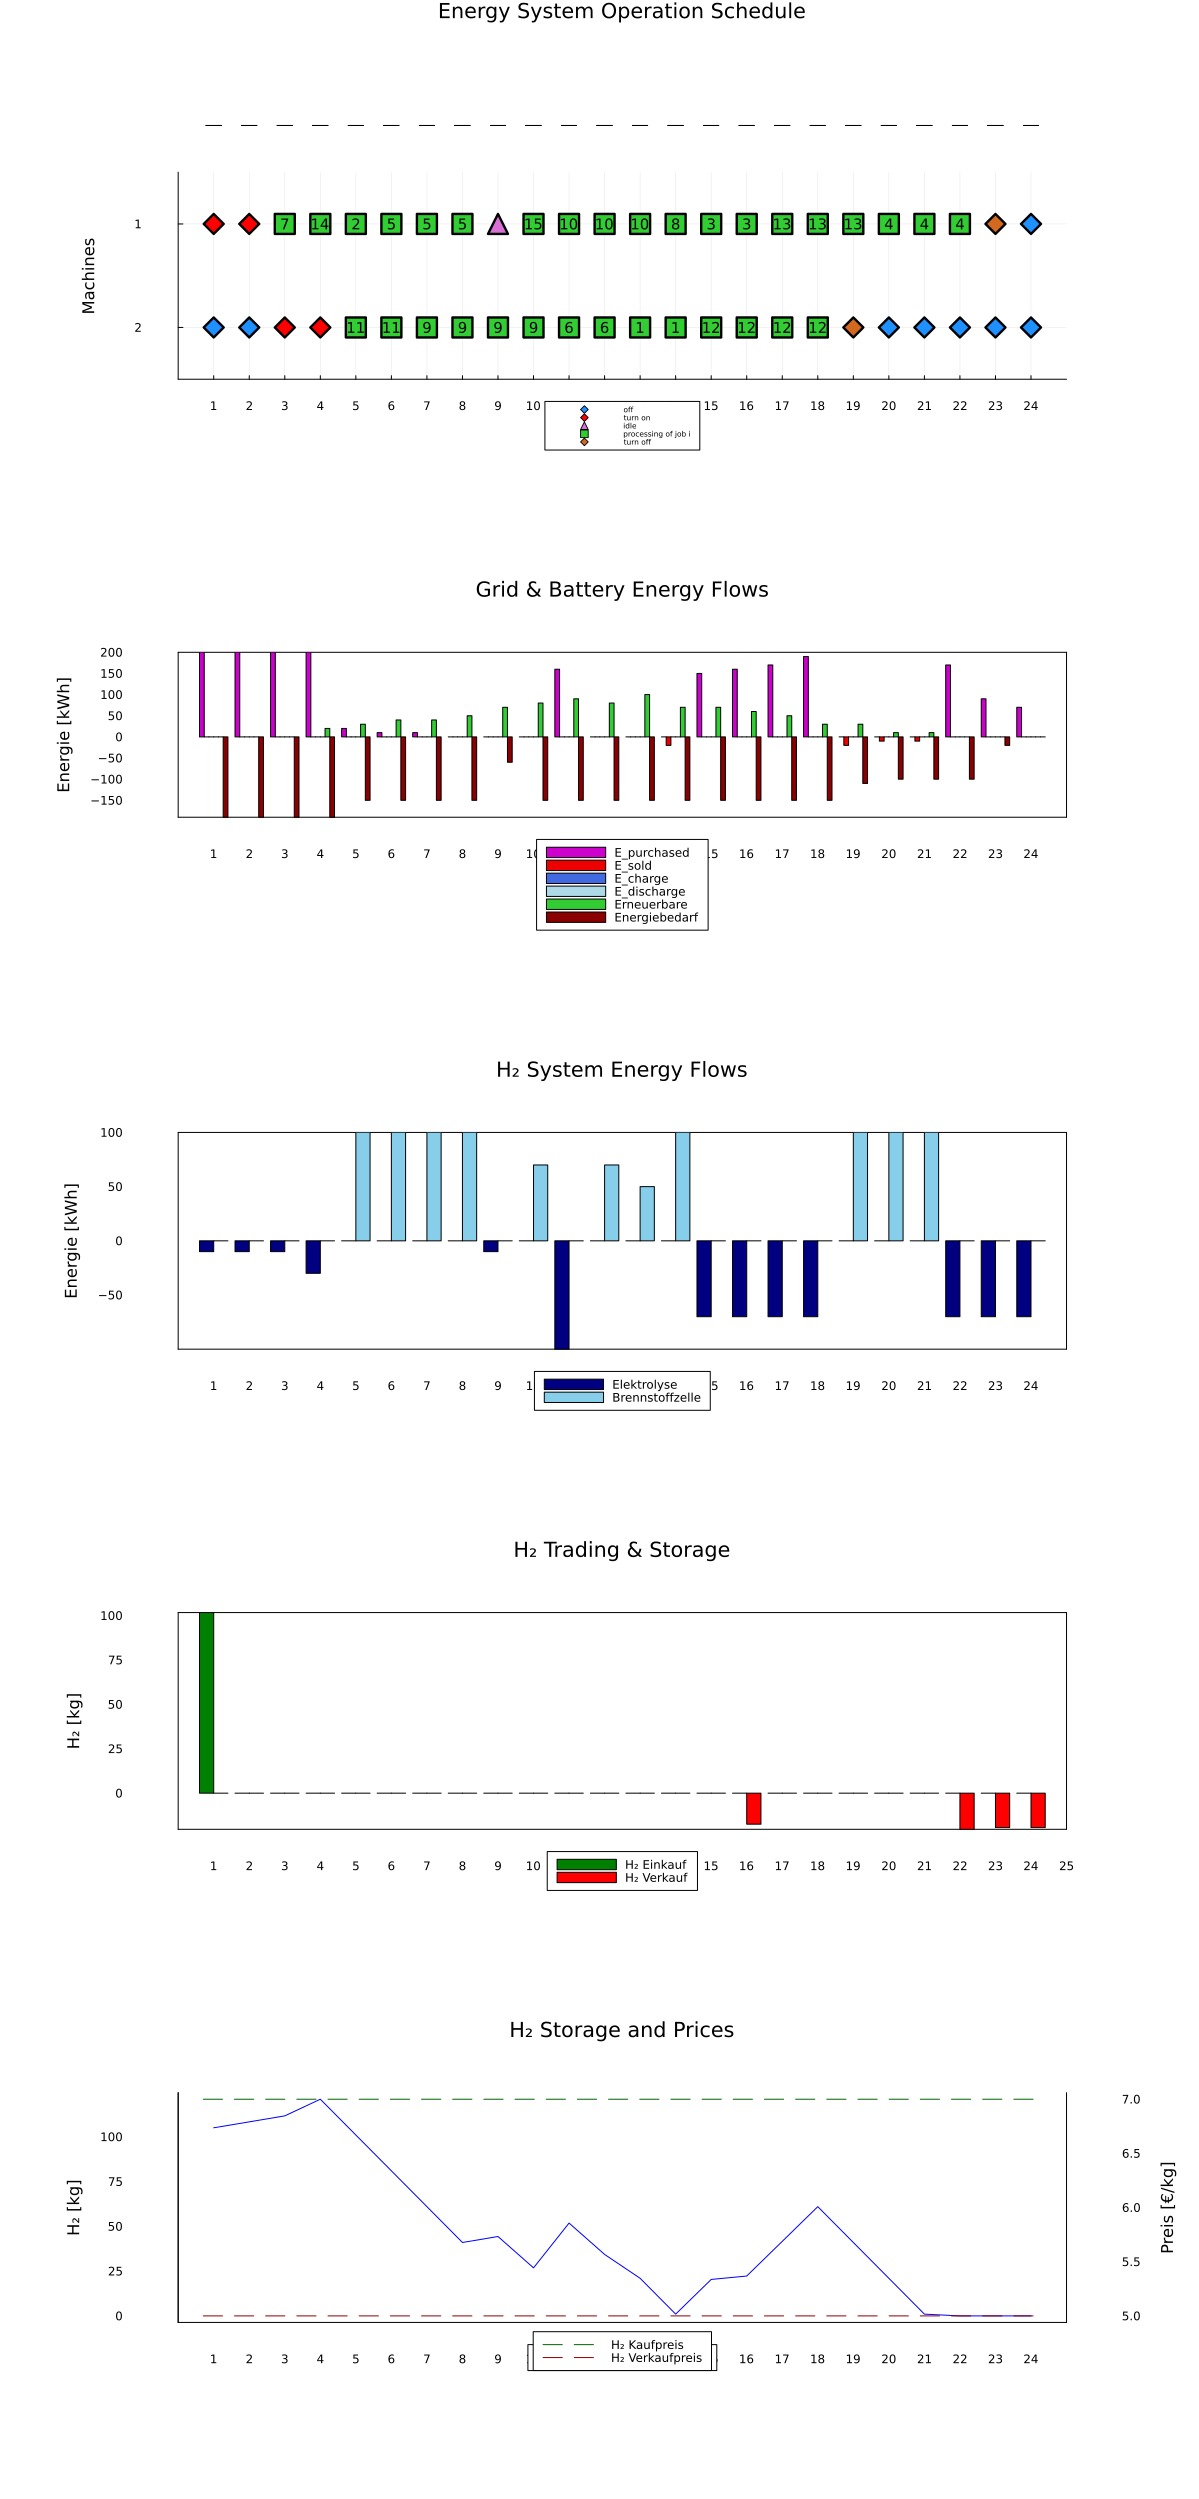 Energy System Operation Schedule
Machines
1
7 14 2 5 5 5 15 10 10 10 8 3 3 13 13 13 4 4 4
2
11 11 9 9 9 9 6 6 1 1 12 12 12 12
1 2 3 4 5 6 7 8 9 10 15 16 17 18 19 20 21 22 23 24
off
turn on
idle
processing of job i
turn off
Grid & Battery Energy Flows
Energie [kWh]
200
150
100
50
0
−50
−100
−150
1 2 3 4 5 6 7 8 9 10 15 16 17 18 19 20 21 22 23 24
E_purchased
E_sold
E_charge
E_discharge
Erneuerbare
Energiebedarf
H₂ System Energy Flows
Energie [kWh]
100
50
0
−50
1 2 3 4 5 6 7 8 9 1 5 16 17 18 19 20 21 22 23 24
Elektrolyse
Brennstoffzelle
H₂ Trading & Storage
H₂ [kg]
100
75
50
25
0
1 2 3 4 5 6 7 8 9 10 15 16 17 18 19 20 21 22 23 24 25
H₂ Einkauf
H₂ Verkauf
H₂ Storage and Prices
H₂ [kg]
100
75
50
25
0
7.0
6.5
6.0
5.5
5.0
Preis [€/kg]
1 2 3 4 5 6 7 8 9 16 17 18 19 20 21 22 23 24
H₂ Kaufpreis
H₂ Verkaufpreis